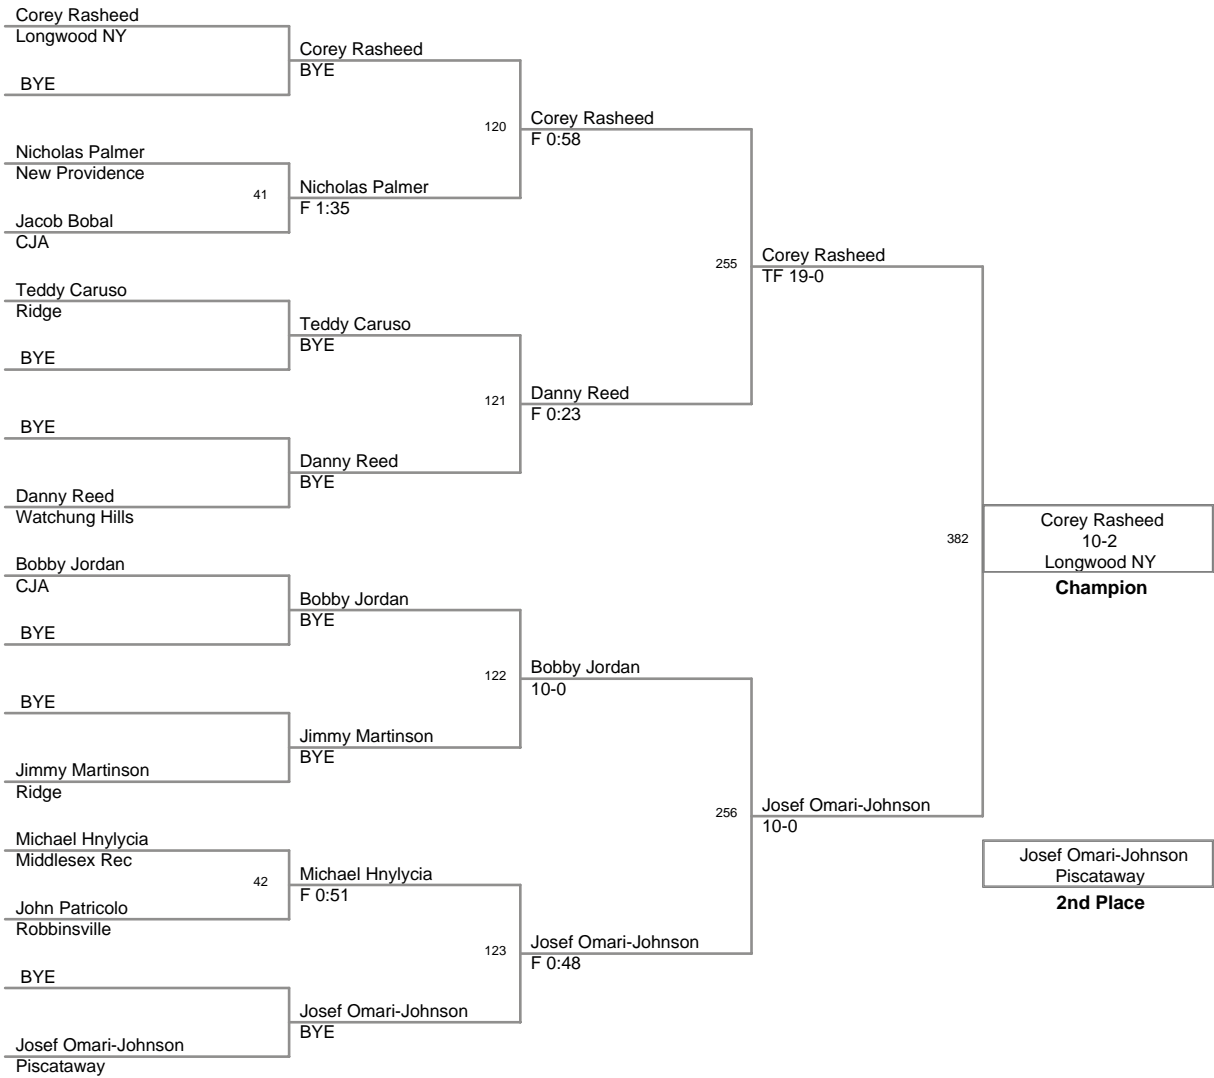 Corey Rasheed
Longwood NY
BYE
Nicholas Palmer
New Providence
41
Jacob Bobal
CJA
Teddy Caruso
Ridge
BYE
BYE
Danny Reed
Watchung Hills
Bobby Jordan
CJA
BYE
BYE
Jimmy Martinson
Ridge
Michael Hnylycia
Middlesex Rec
42
John Patricolo
Robbinsville
BYE
Josef Omari-Johnson
Piscataway
Corey Rasheed
BYE
120
Nicholas Palmer
F 1:35
Teddy Caruso
BYE
121
Danny Reed
BYE
Bobby Jordan
BYE
122
Jimmy Martinson
BYE
Michael Hnylycia
F 0:51
123
Josef Omari-Johnson
BYE
Corey Rasheed
F 0:58
255
Danny Reed
F 0:23
Bobby Jordan
10-0
256
Josef Omari-Johnson
F 0:48
Corey Rasheed
TF 19-0
382
Josef Omari-Johnson
10-0
Corey Rasheed
10-2
Longwood NY
Champion
Josef Omari-Johnson
Piscataway
2nd Place